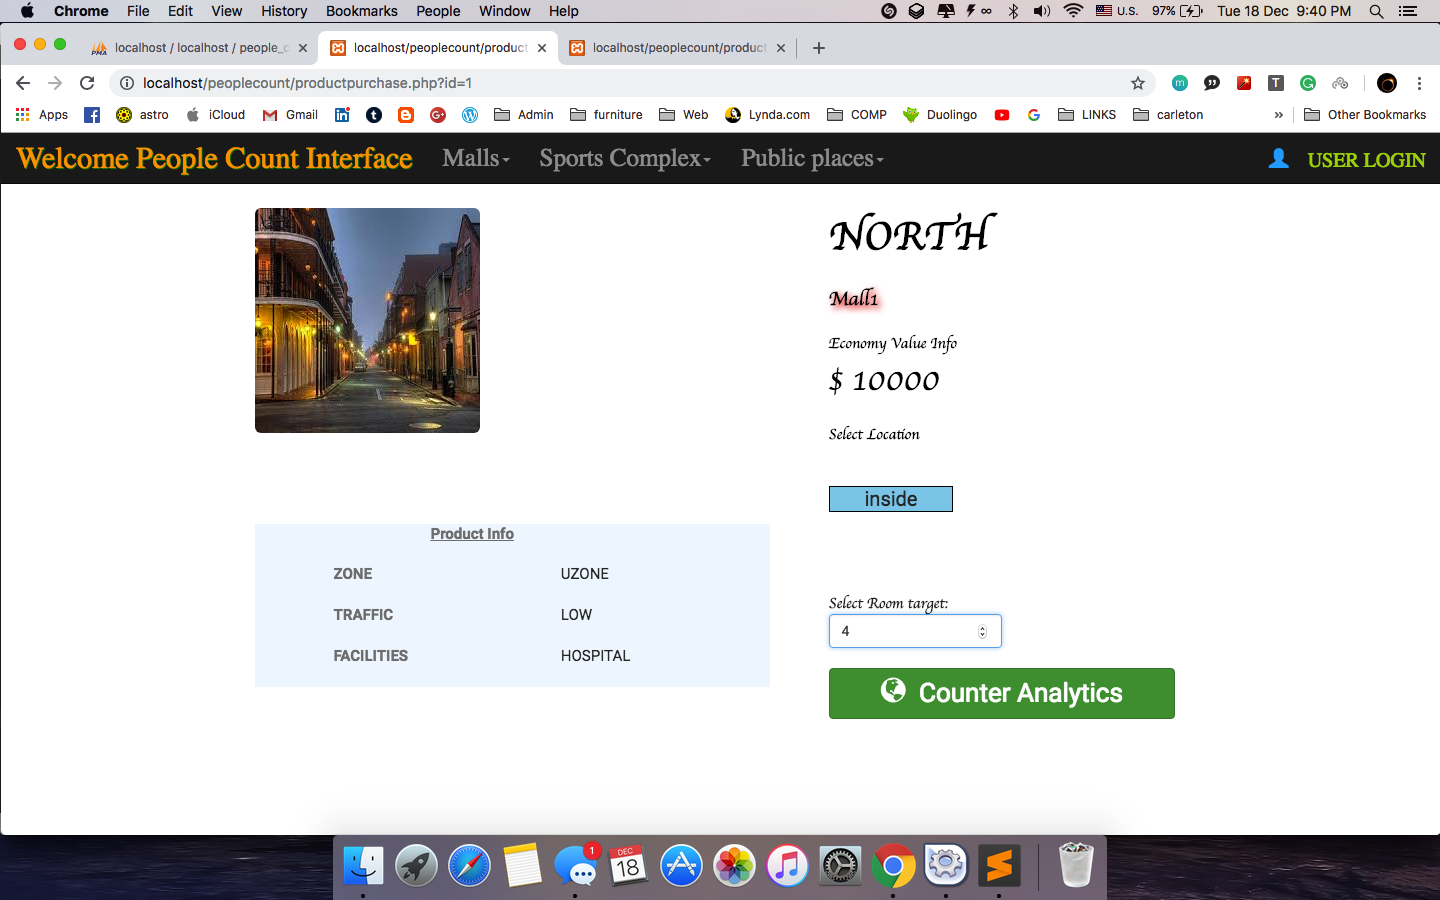 Chrome File Edit View History Bookmarks People Window Help U.S. 97% Tue 18 Dec 9:40 PM
localhost / localhost / people_c localhost/peoplecount/product localhost/peoplecount/product
localhost/peoplecount/productpurchase.php?id=1
Apps astro iCloud Gmail Admin furniture Web Lynda.com COMP Duolingo LINKS carleton » Other Bookmarks
Welcome People Count Interface Malls Sports Complex Public places USER LOGIN
NORTH
Mall1
Economy Value Info
$ 10000
Select Location
inside
Product Info
ZONE UZONE
TRAFFIC LOW
FACILITIES HOSPITAL
Select Room target:
4
Counter Analytics
1
DEC
18